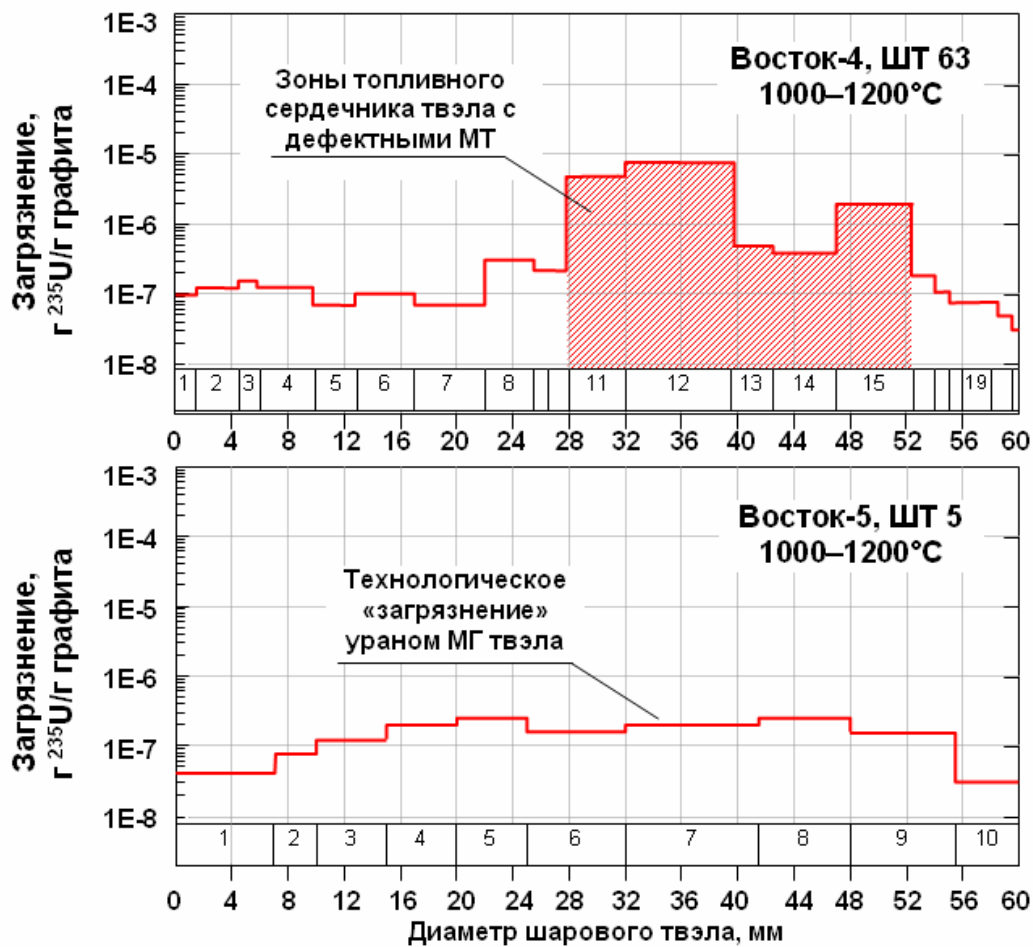 1E-3
1E-4
1E-5
1E-6
1E-7
1E-8
Загрязнение,
г ²³⁵U/г графита
Восток-4, ШТ 63
1000–1200°C
Зоны топливного
сердечника твэла с
дефектными МТ
1 2 3 4 5 6 7 8 11 12 13 14 15 19
0 4 8 12 16 20 24 28 32 36 40 44 48 52 56 60
1E-3
1E-4
1E-5
1E-6
1E-7
1E-8
Загрязнение,
г ²³⁵U/г графита
Восток-5, ШТ 5
1000–1200°C
Технологическое
«загрязнение»
ураном МГ твэла
1 2 3 4 5 6 7 8 9 10
0 4 8 12 16 20 24 28 32 36 40 44 48 52 56 60
Диаметр шарового твэла, мм